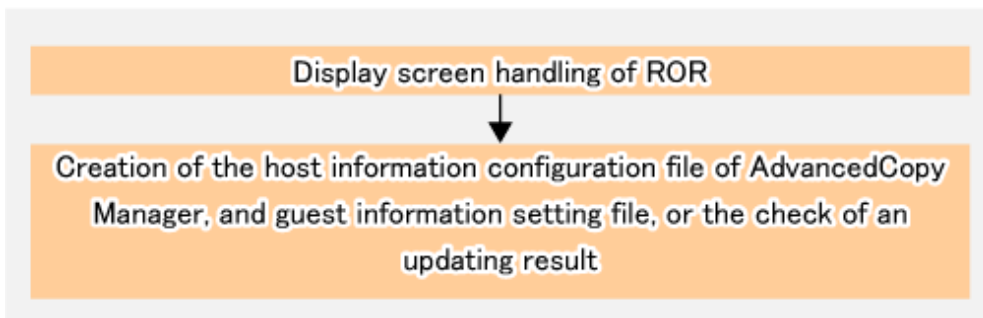 Display screen handling of ROR
Creation of the host information configuration file of AdvancedCopy
Manager, and guest information setting file, or the check of an
updating result